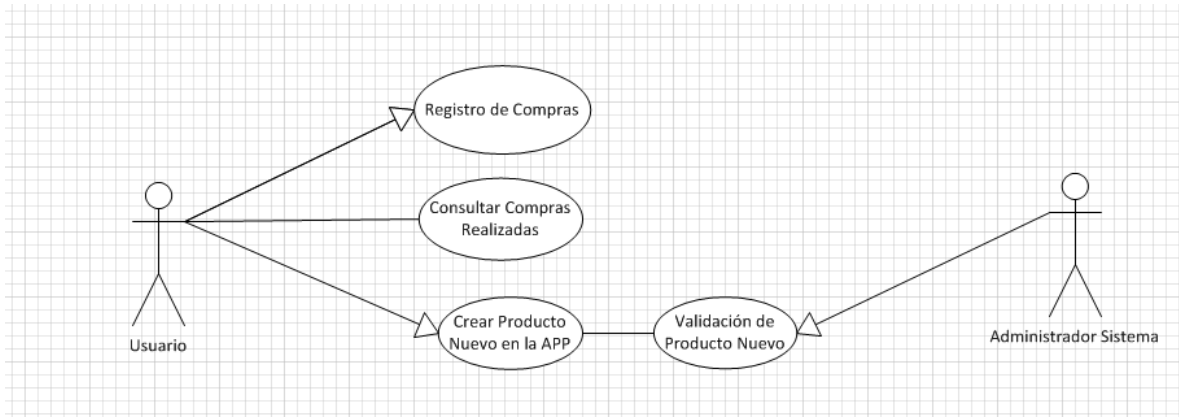 Registro de Compras
Consultar Compras
Realizadas
Crear Producto
Nuevo en la APP
Validación de
Producto Nuevo
Usuario
Administrador Sistema